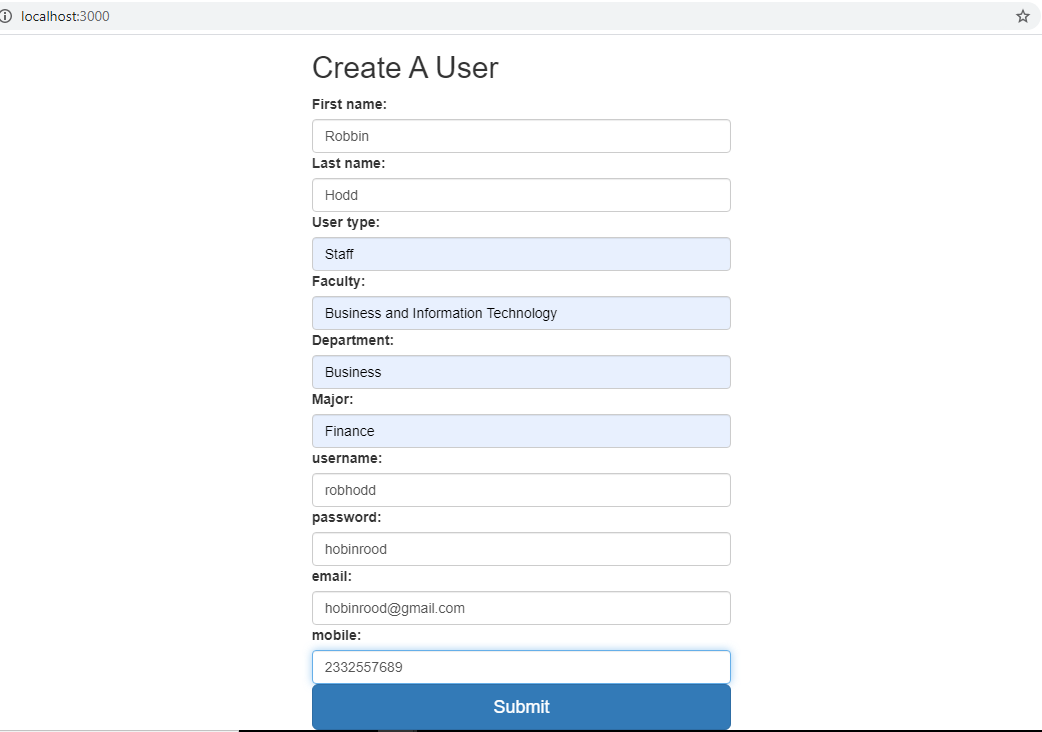 localhost:3000
Create A User
First name:
Robbin
Last name:
Hodd
User type:
Staff
Faculty:
Business and Information Technology
Department:
Business
Major:
Finance
username:
robhodd
password:
hobinrood
email:
hobinrood@gmail.com
mobile:
2332557689
Submit